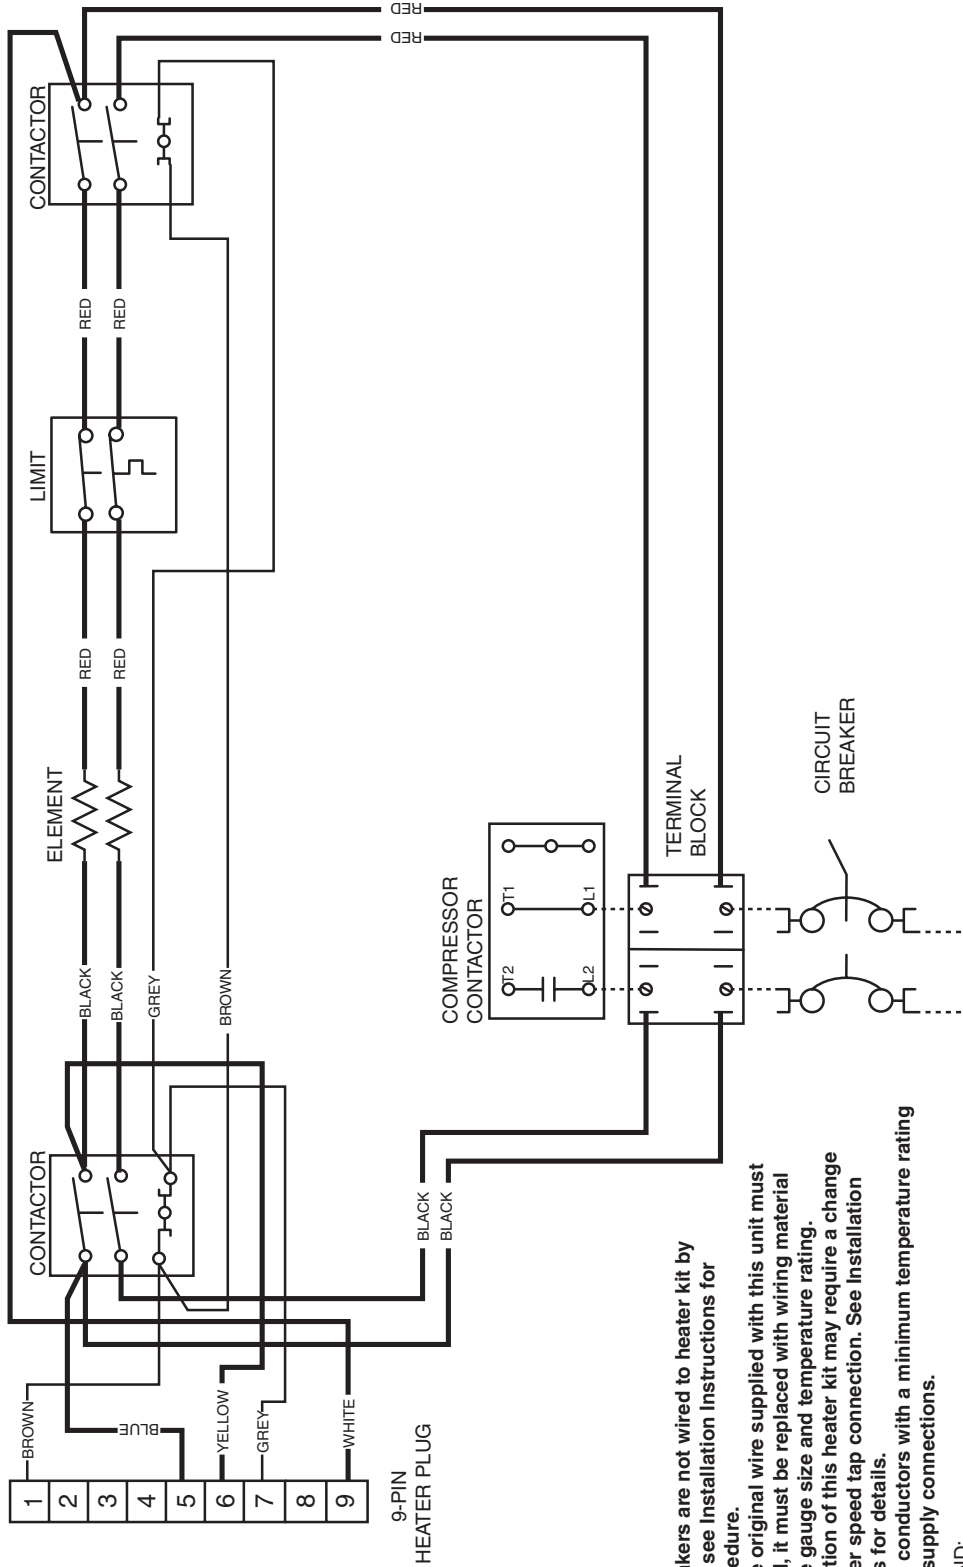 9-PIN
HEATER PLUG
1
2
3
4
5
6
7
8
9
BROWN
BLUE
YELLOW
GREY
WHITE
CONTACTOR
BLACK
BLACK
GREY
BROWN
ELEMENT
RED
RED
LIMIT
RED
RED
CONTACTOR
RED
RED
BLACK
BLACK
COMPRESSOR
CONTACTOR
T2
T1
L2
L1
TERMINAL
BLOCK
CIRCUIT
BREAKER
akers are not wired to heater kit by
see Installation Instructions for
edure.
e original wire supplied with this unit must
d, it must be replaced with wiring material
e gauge size and temperature rating.
tion of this heater kit may require a change
er speed tap connection. See Installation
s for details.
conductors with a minimum temperature rating
supply connections.
ND: